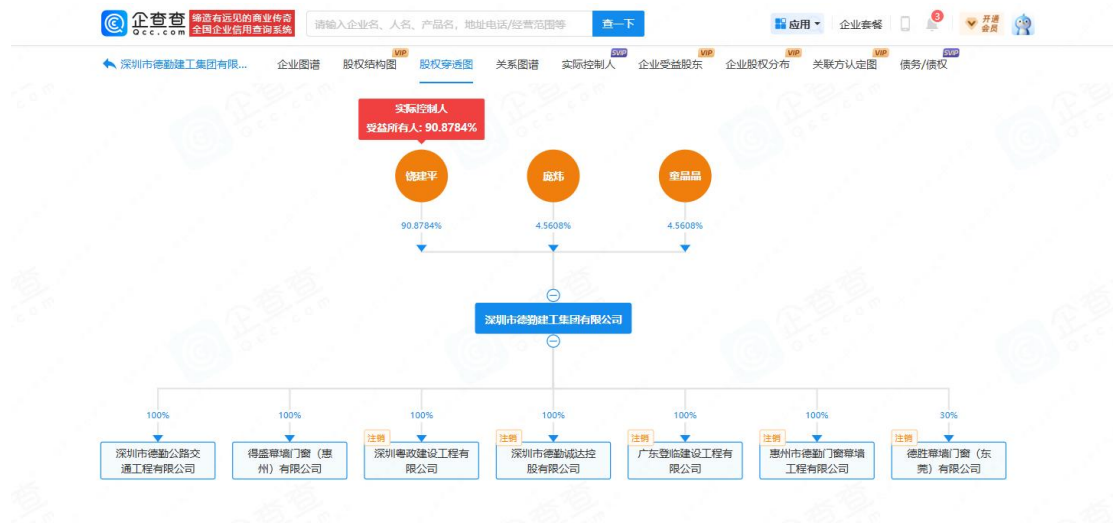 企查查
Qcc.com
缔造有远见的商业传奇
全国企业信用查询系统
请输入企业名、人名、产品名，地址电话/经营范围等
查一下
应用
企业套餐
3
开通
会员
深圳市德勤建工集团有限...
企业图谱
VIP
股权结构图
股权穿透图
关系图谱
SVIP
实际控制人
VIP
企业受益股东
VIP
企业股权分布
VIP
关联方认定图
SVIP
债务/债权
实际控制人
受益所有人: 90.8784%
饶建平
庞炜
童晶晶
90.8784%
4.5608%
4.5608%
深圳市德勤建工集团有限公司
100%
100%
100%
100%
100%
100%
30%
深圳市德勤公路交
通工程有限公司
得盛幕墙门窗（惠
州）有限公司
注销
深圳粤政建设工程有
限公司
注销
深圳市德勤诚达控
股有限公司
注销
广东登临建设工程有
限公司
注销
惠州市德勤门窗幕墙
工程有限公司
注销
德胜幕墙门窗（东
莞）有限公司